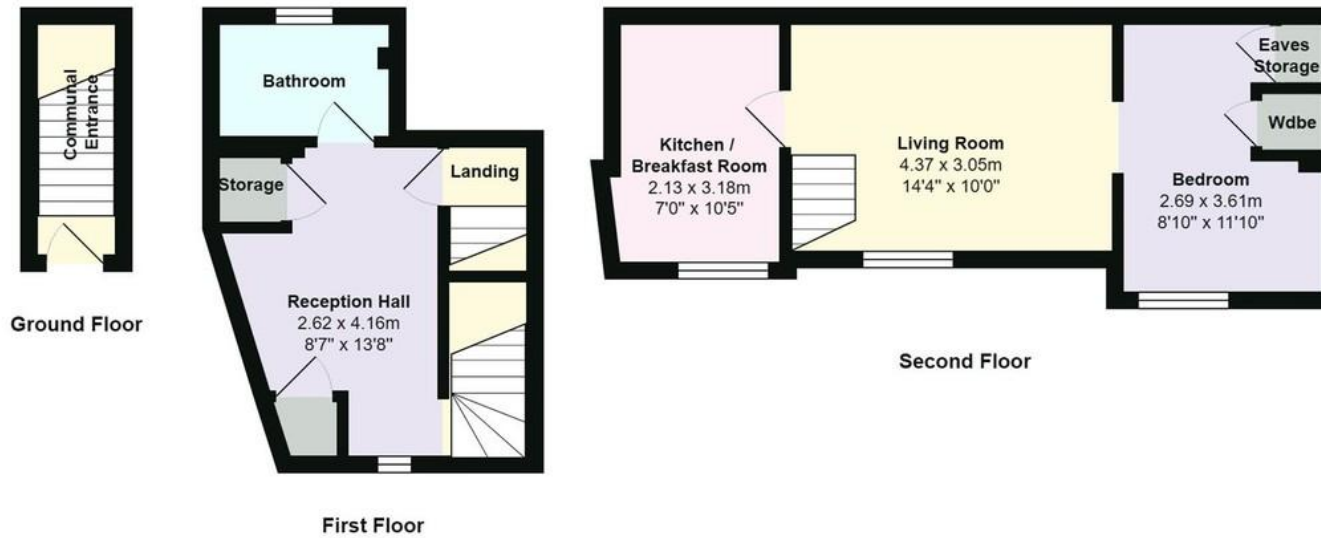 Communal
Entrance
Ground Floor
Bathroom
Storage
Landing
Reception Hall
2.62 x 4.16m
8'7" x 13'8"
First Floor
Kitchen /
Breakfast Room
2.13 x 3.18m
7'0" x 10'5"
Living Room
4.37 x 3.05m
14'4" x 10'0"
Eaves
Storage
Wdbe
Bedroom
2.69 x 3.61m
8'10" x 11'10"
Second Floor